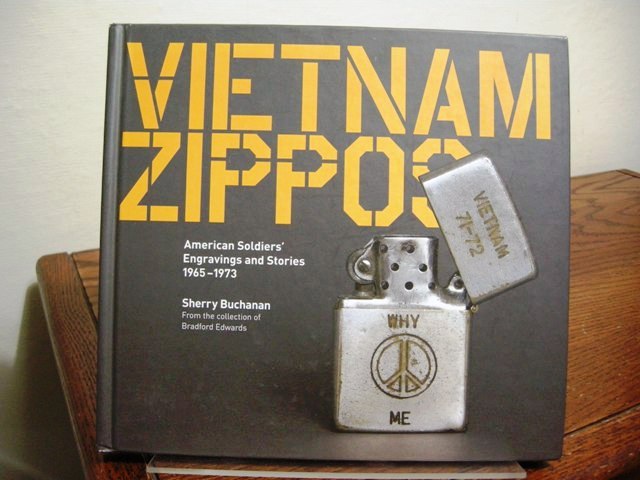 VIETNAM
ZIPPOS
American Soldiers'
Engravings and Stories
1965–1973
Sherry Buchanan
From the collection of
Bradford Edwards
VIETNAM
71-72
WHY
ME